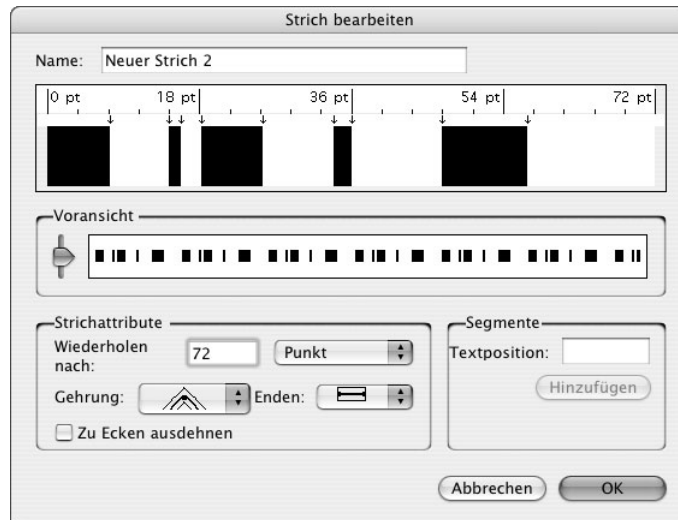 Strich bearbeiten
Name: Neuer Strich 2
0 pt 18 pt 36 pt 54 pt 72 pt
Voransicht
Strichattribute
Wiederholen nach: 72 Punkt
Gehrung: Enden:
Zu Ecken ausdehnen
Segmente
Textposition:
Hinzufügen
Abbrechen OK